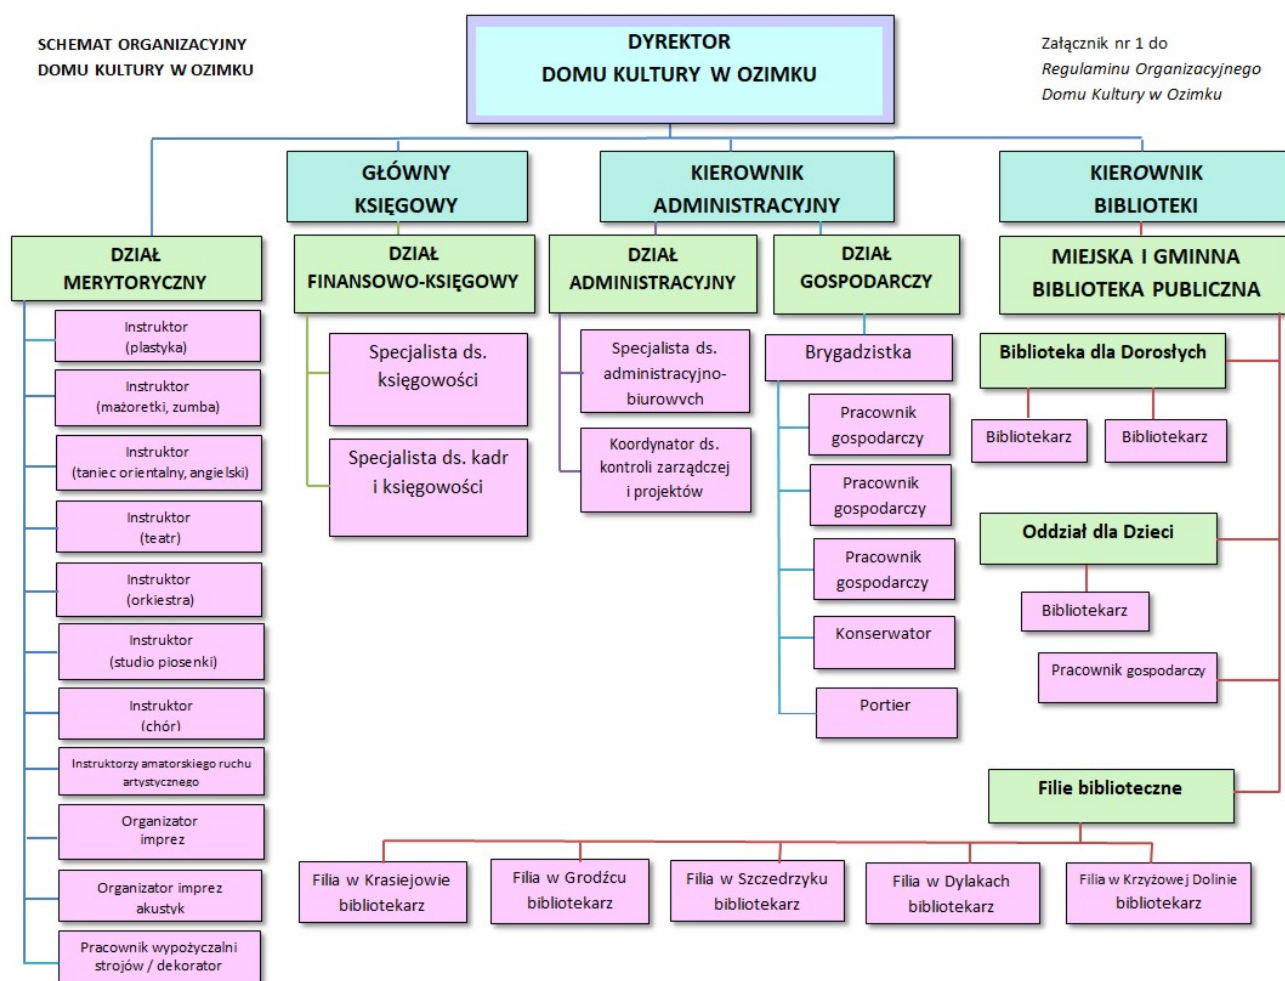 SCHEMAT ORGANIZACYJNY
DOMU KULTURY W OZIMKU
DYREKTOR
DOMU KULTURY W OZIMKU
Załącznik nr 1 do
Regulaminu Organizacyjnego
Domu Kultury w Ozimku
GŁÓWNY
KSIĘGOWY
KIEROWNIK
ADMINISTRACYJNY
KIEROWNIK
BIBLIOTEKI
DZIAŁ
MERYTORYCZNY
DZIAŁ
FINANSOWO-KSIĘGOWY
DZIAŁ
ADMINISTRACYJNY
DZIAŁ
GOSPODARCZY
MIEJSKA I GMINNA
BIBLIOTEKA PUBLICZNA
Instruktor
(plastyka)
Instruktor
(mażoretki, zumba)
Instruktor
(taniec orientalny, angielski)
Instruktor
(teatr)
Instruktor
(orkiestra)
Instruktor
(studio piosenki)
Instruktor
(chór)
Instruktorzy amatorskiego ruchu
artystycznego
Organizator
imprez
Organizator imprez
akustyk
Pracownik wypożyczalni
strojów / dekorator
Specjalista ds.
księgowości
Specjalista ds. kadr
i księgowości
Specjalista ds.
administracyjno-
biurowych
Koordynator ds.
kontroli zarządczej
i projektów
Brygadzistka
Pracownik
gospodarczy
Pracownik
gospodarczy
Pracownik
gospodarczy
Konserwator
Portier
Biblioteka dla Dorosłych
Bibliotekarz
Bibliotekarz
Oddział dla Dzieci
Bibliotekarz
Pracownik gospodarczy
Filie biblioteczne
Filia w Krasiejowie
bibliotekarz
Filia w Grodźcu
bibliotekarz
Filia w Szczedrzyku
bibliotekarz
Filia w Dylakach
bibliotekarz
Filia w Krzyżowej Dolinie
bibliotekarz